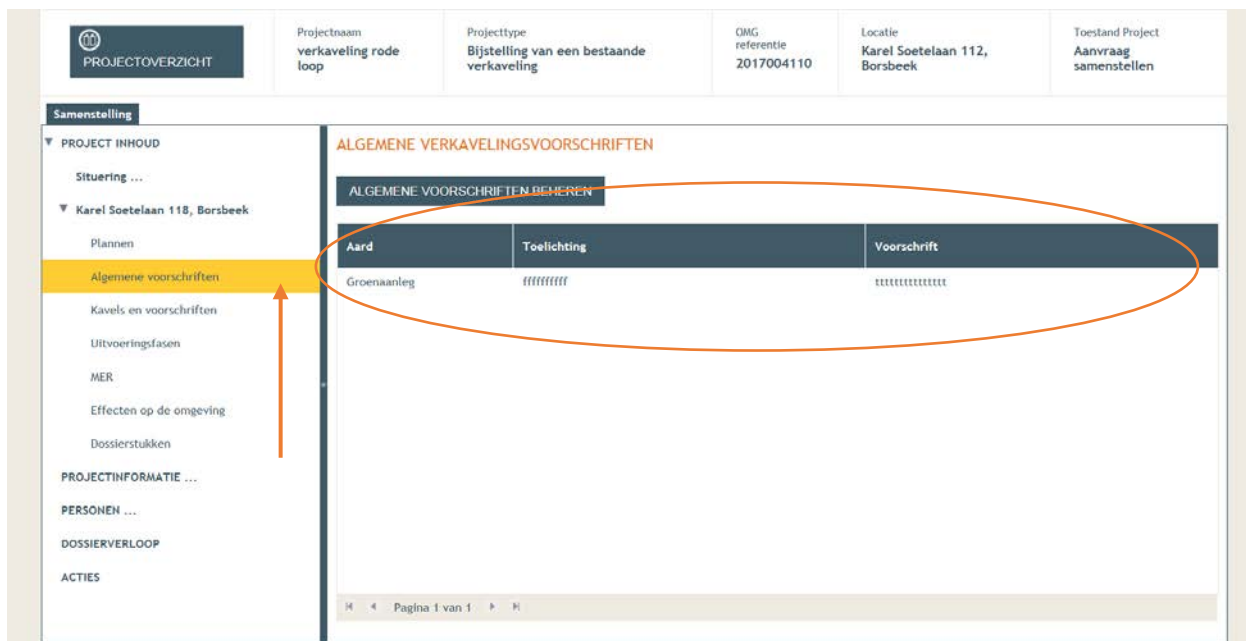 PROJECTOVERZICHT
Projectnaam
verkaveling rode
loop
Projecttype
Bijstelling van een bestaande
verkaveling
OMG
referentie
2017004110
Locatie
Karel Soetelaan 112,
Borsbeek
Toestand Project
Aanvraag
samenstellen
Samenstelling
PROJECT INHOUD
Situering ...
Karel Soetelaan 118, Borsbeek
Plannen
Algemene voorschriften
Kavels en voorschriften
Uitvoeringsfasen
MER
Effecten op de omgeving
Dossierstukken
PROJECTINFORMATIE ...
PERSONEN ...
DOSSIERVERLOOP
ACTIES
ALGEMENE VERKAVELINGSVOORSCHRIFTEN
ALGEMENE VOORSCHRIFTEN BEHEREN
Aard Toelichting Voorschrift
Groenaanleg ffffffffff ttttttttttttttt
Pagina 1 van 1